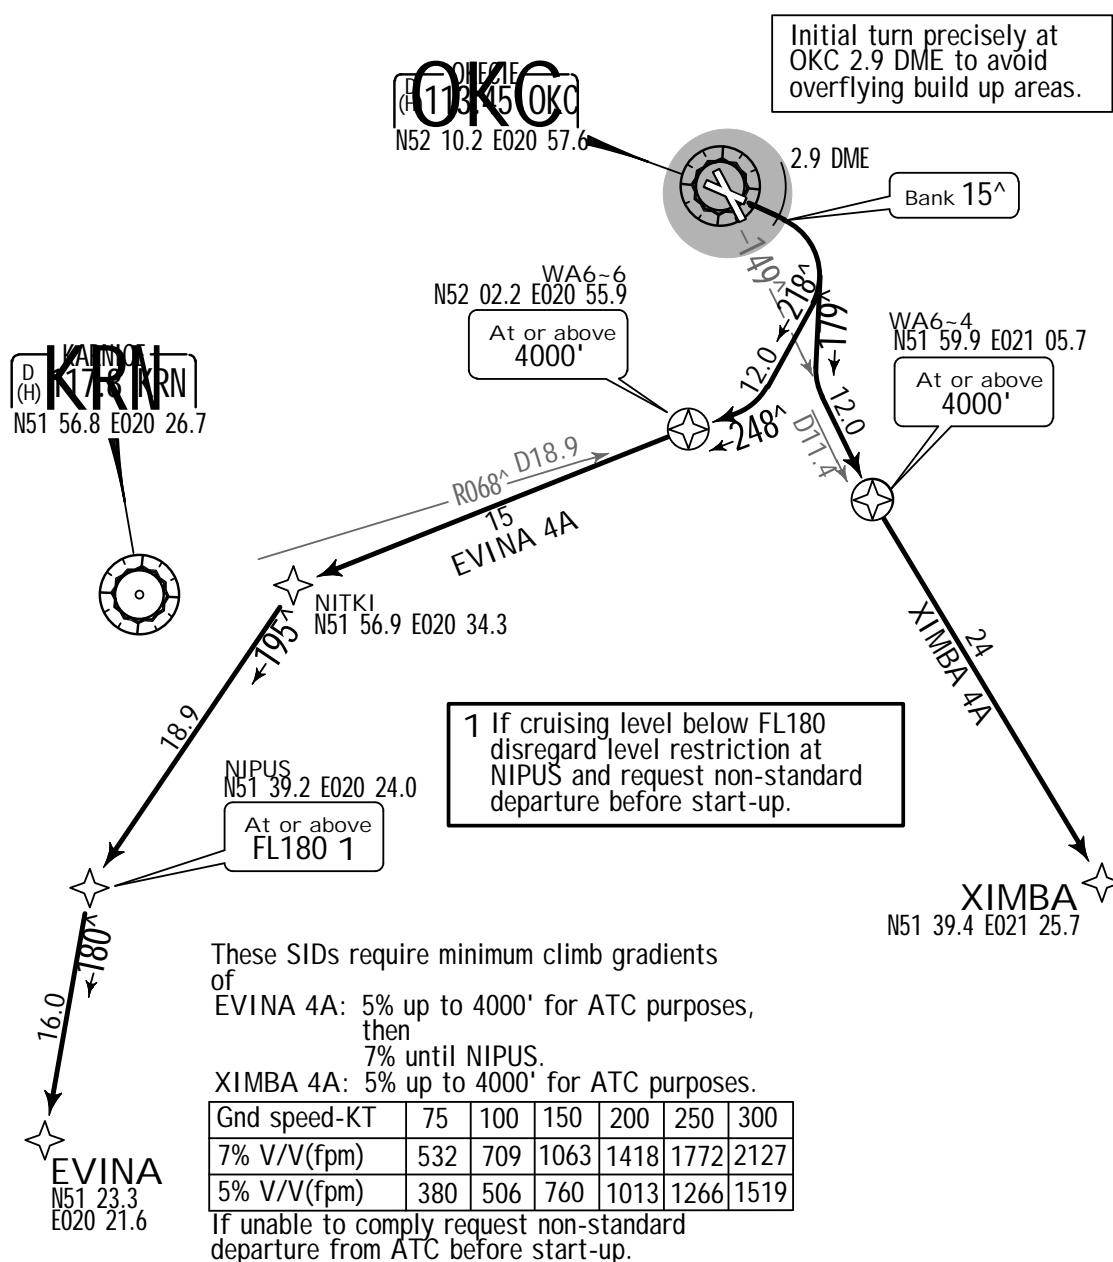 Initial turn precisely at
OKC 2.9 DME to avoid
overflying build up areas.
OKECIE
D
(H)
113.45 OKC
OKC
N52 10.2 E020 57.6
2.9 DME
Bank 15^
149^
218^
179^
WA6~6
N52 02.2 E020 55.9
At or above
4000'
WA6~4
N51 59.9 E021 05.7
At or above
4000'
12.0
12.0
D11.4
248^
D
(H)
117.8 KRN
KRN
N51 56.8 E020 26.7
R068^
D18.9
15
EVINA 4A
NITKI
N51 56.9 E020 34.3
195^
18.9
24
XIMBA 4A
1 If cruising level below FL180
disregard level restriction at
NIPUS and request non-standard
departure before start-up.
NIPUS
N51 39.2 E020 24.0
At or above
FL180 1
XIMBA
N51 39.4 E021 25.7
180^
16.0
EVINA
N51 23.3
E020 21.6
These SIDs require minimum climb gradients
of
EVINA 4A: 5% up to 4000' for ATC purposes,
then
7% until NIPUS.
XIMBA 4A: 5% up to 4000' for ATC purposes.
Gnd speed-KT 75 100 150 200 250 300
7% V/V(fpm) 532 709 1063 1418 1772 2127
5% V/V(fpm) 380 506 760 1013 1266 1519
If unable to comply request non-standard
departure from ATC before start-up.